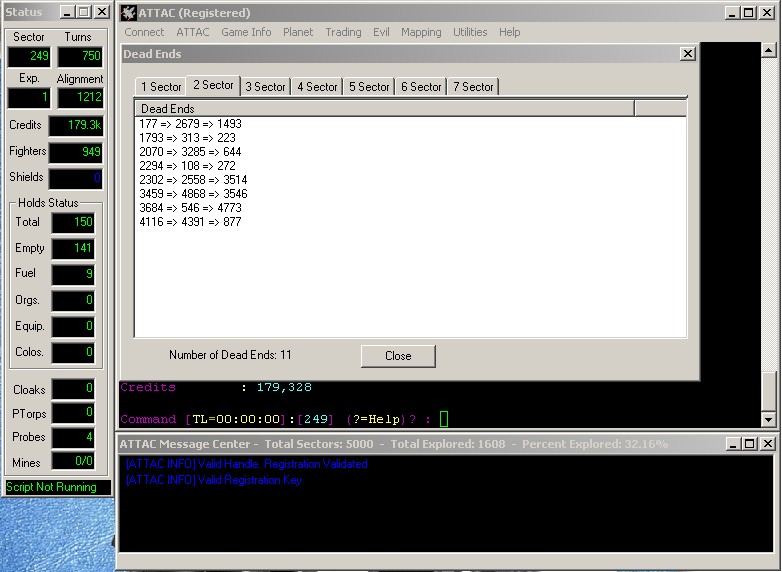 Status
Sector Turns
249 750
Exp. Alignment
1 1212
Credits 179.3k
Fighters 949
Shields 0
Holds Status
Total 150
Empty 141
Fuel 9
Orgs. 0
Equip. 0
Colos. 0
Cloaks 0
PTorps 0
Probes 4
Mines 0/0
Script Not Running
ATTAC (Registered)
Connect ATTAC Game Info Planet Trading Evil Mapping Utilities Help
Dead Ends
1 Sector 2 Sector 3 Sector 4 Sector 5 Sector 6 Sector 7 Sector
Dead Ends
177 => 2679 => 1493
1793 => 313 => 223
2070 => 3285 => 644
2294 => 108 => 272
2302 => 2558 => 3514
3459 => 4868 => 3546
3684 => 546 => 4773
4116 => 4391 => 877
Number of Dead Ends: 11
Close
Credits : 179,328
Command [TL=00:00:00]:[249] (?=Help)? :
ATTAC Message Center - Total Sectors: 5000 - Total Explored: 1608 - Percent Explored: 32.16%
[ATTAC INFO] Valid Handle. Registration Validated
[ATTAC INFO] Valid Registration Key